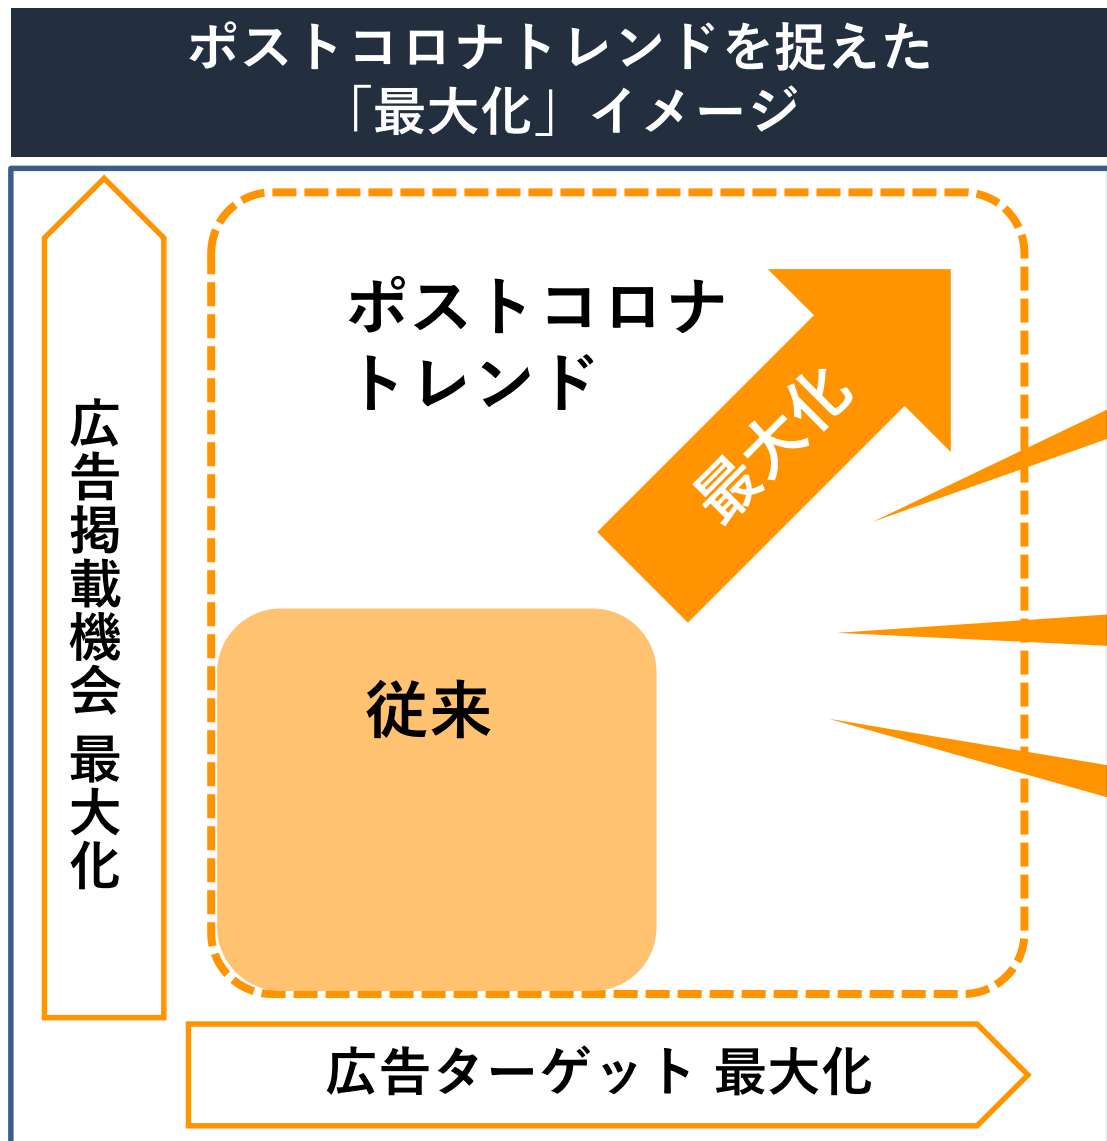 ポストコロナトレンドを捉えた
「最大化」イメージ
ポストコロナ
トレンド
最大化
広告掲載機会 最大化
従来
広告ターゲット 最大化